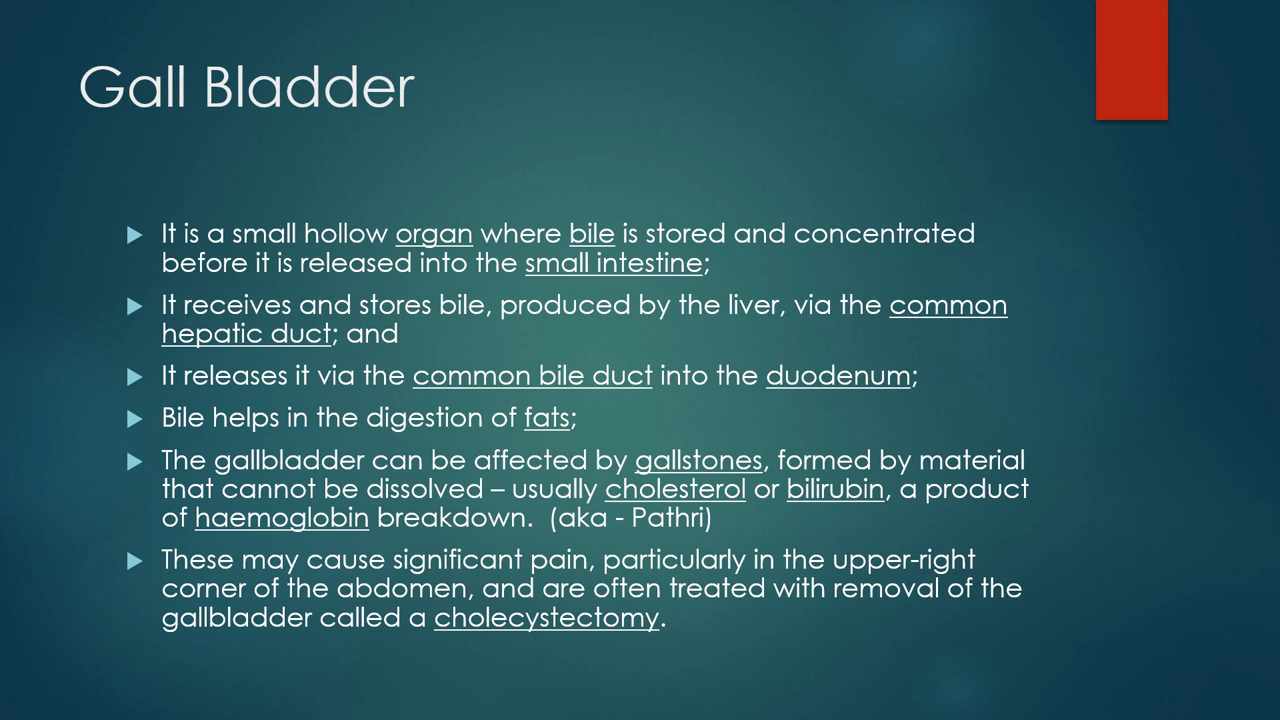 Gall Bladder
It is a small hollow organ where bile is stored and concentrated
before it is released into the small intestine;
It receives and stores bile, produced by the liver, via the common
hepatic duct; and
It releases it via the common bile duct into the duodenum;
Bile helps in the digestion of fats;
The gallbladder can be affected by gallstones, formed by material
that cannot be dissolved – usually cholesterol or bilirubin, a product
of haemoglobin breakdown.  (aka - Pathri)
These may cause significant pain, particularly in the upper-right
corner of the abdomen, and are often treated with removal of the
gallbladder called a cholecystectomy.